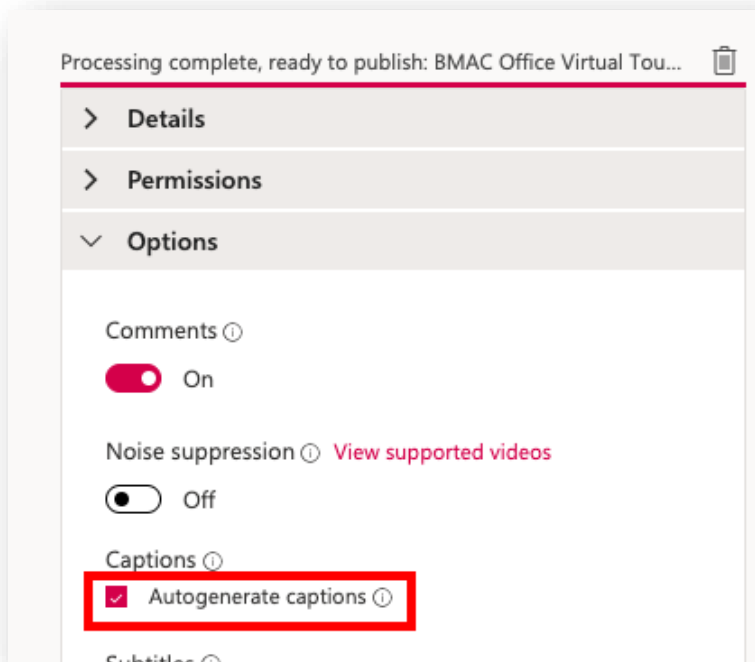 Processing complete, ready to publish: BMAC Office Virtual Tou...
Details
Permissions
Options
Comments
On
Noise suppression View supported videos
Off
Captions
Autogenerate captions
Subtitles